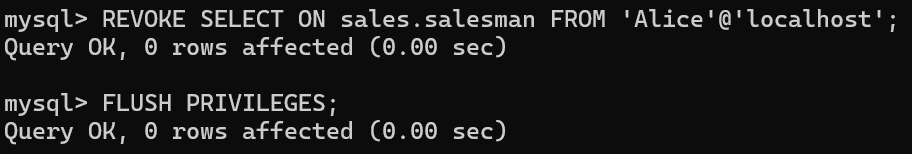 mysql> REVOKE SELECT ON sales.salesman FROM 'Alice'@'localhost';
Query OK, 0 rows affected (0.00 sec)
mysql> FLUSH PRIVILEGES;
Query OK, 0 rows affected (0.00 sec)